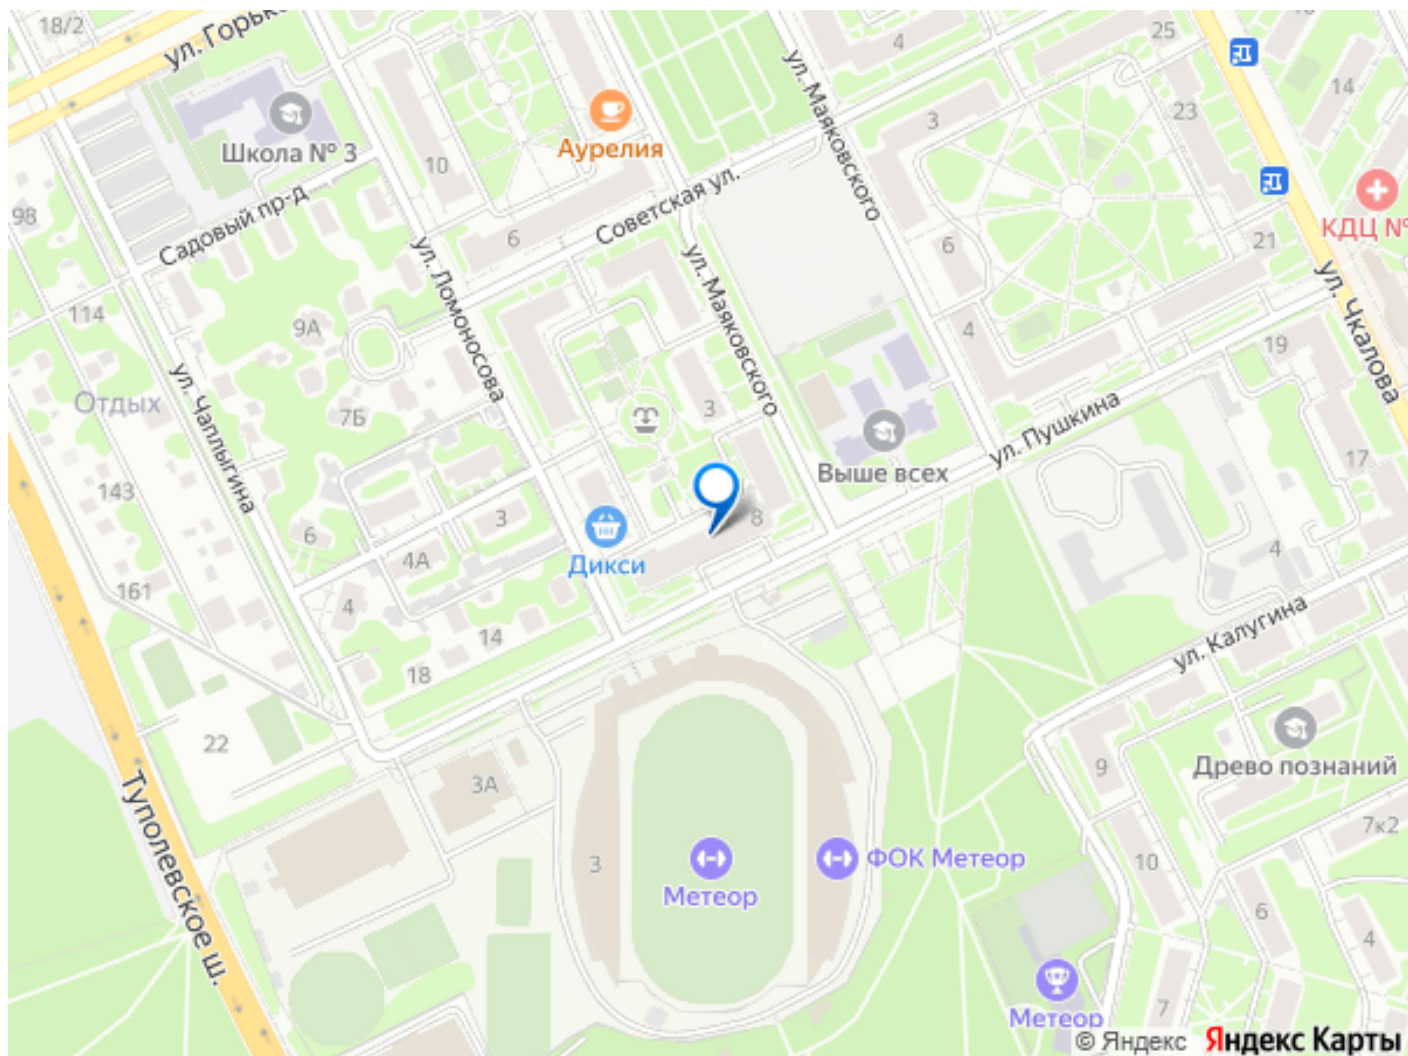 18/2
ул. Горько
25
4
14
23
3
Школа № 3
Аурелия
10
ул. Маяковского
98
Садовый пр-д
Советская ул.
КДЦ №
6
6
21
ул. Ломоносова
ул. Маяковского
ул. Чкалова
114
9А
4
19
ул. Чаплыгина
Отдых
7Б
3
ул. Пушкина
Выше всех
17
143
3
8
6
4А
Дикси
4
161
4
ул. Калугина
14
18
22
9
Древо познаний
Туполевское ш.
3А
7к2
3
Метеор
ФОК Метеор
10
6
4
7
Метеор
© Яндекс Яндекс Карты